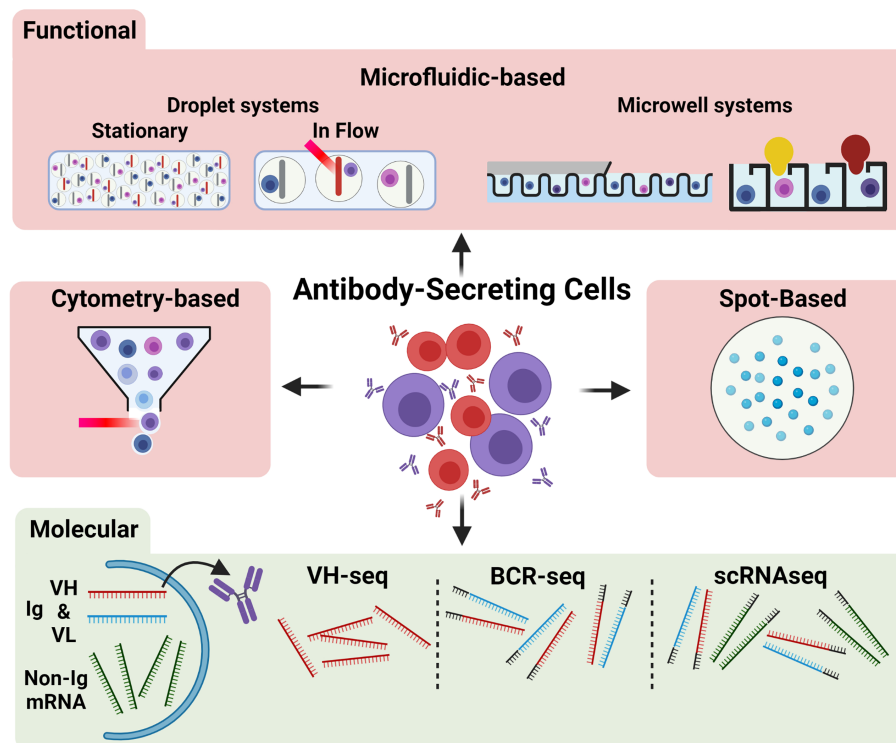 Functional
Microfluidic-based
Droplet systems
Microwell systems
Stationary
In Flow
Antibody-Secreting Cells
Cytometry-based
Spot-Based
Molecular
VH
Ig &
VL
Non-Ig
mRNA
VH-seq
BCR-seq
scRNAseq